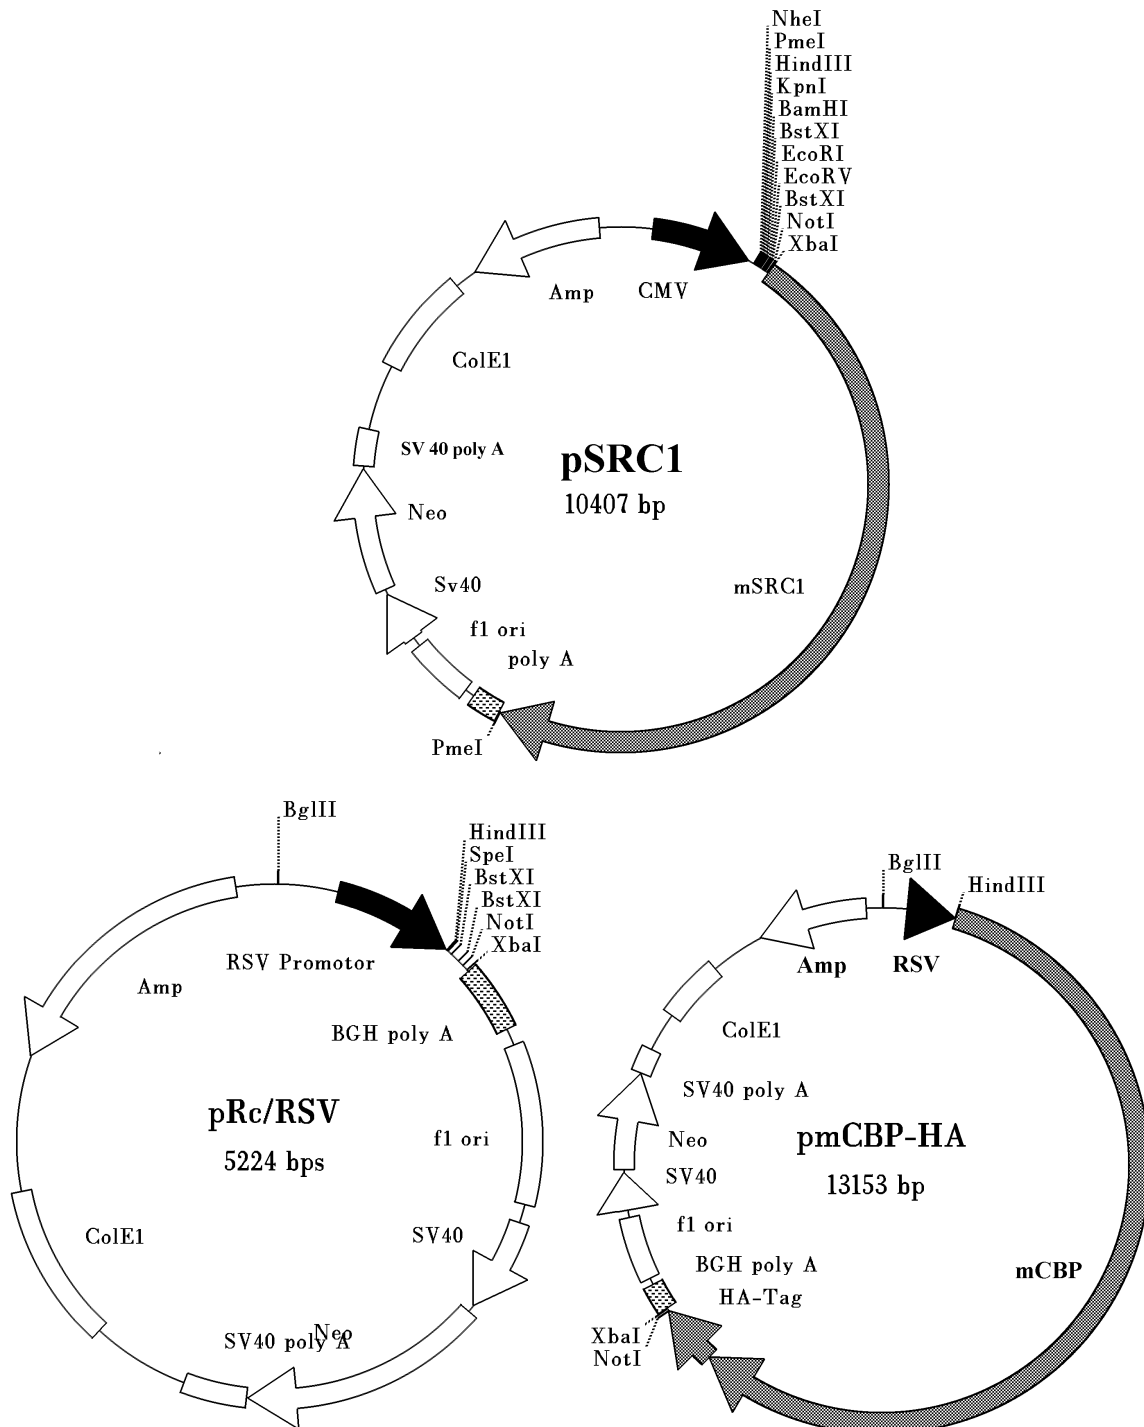 NheI
PmeI
HindIII
KpnI
BamHI
BstXI
EcoRI
EcoRV
BstXI
NotI
XbaI
Amp
CMV
ColE1
SV 40 poly A
pSRC1
10407 bp
Neo
Sv40
mSRC1
f1 ori
poly A
PmeI
BglII
HindIII
SpeI
BstXI
BstXI
NotI
XbaI
RSV Promotor
Amp
BGH poly A
pRc/RSV
5224 bps
f1 ori
ColE1
SV40
Neo
SV40 poly A
BglII
HindIII
Amp
RSV
ColE1
SV40 poly A
pmCBP-HA
13153 bp
Neo
SV40
f1 ori
BGH poly A
mCBP
HA-Tag
XbaI
NotI